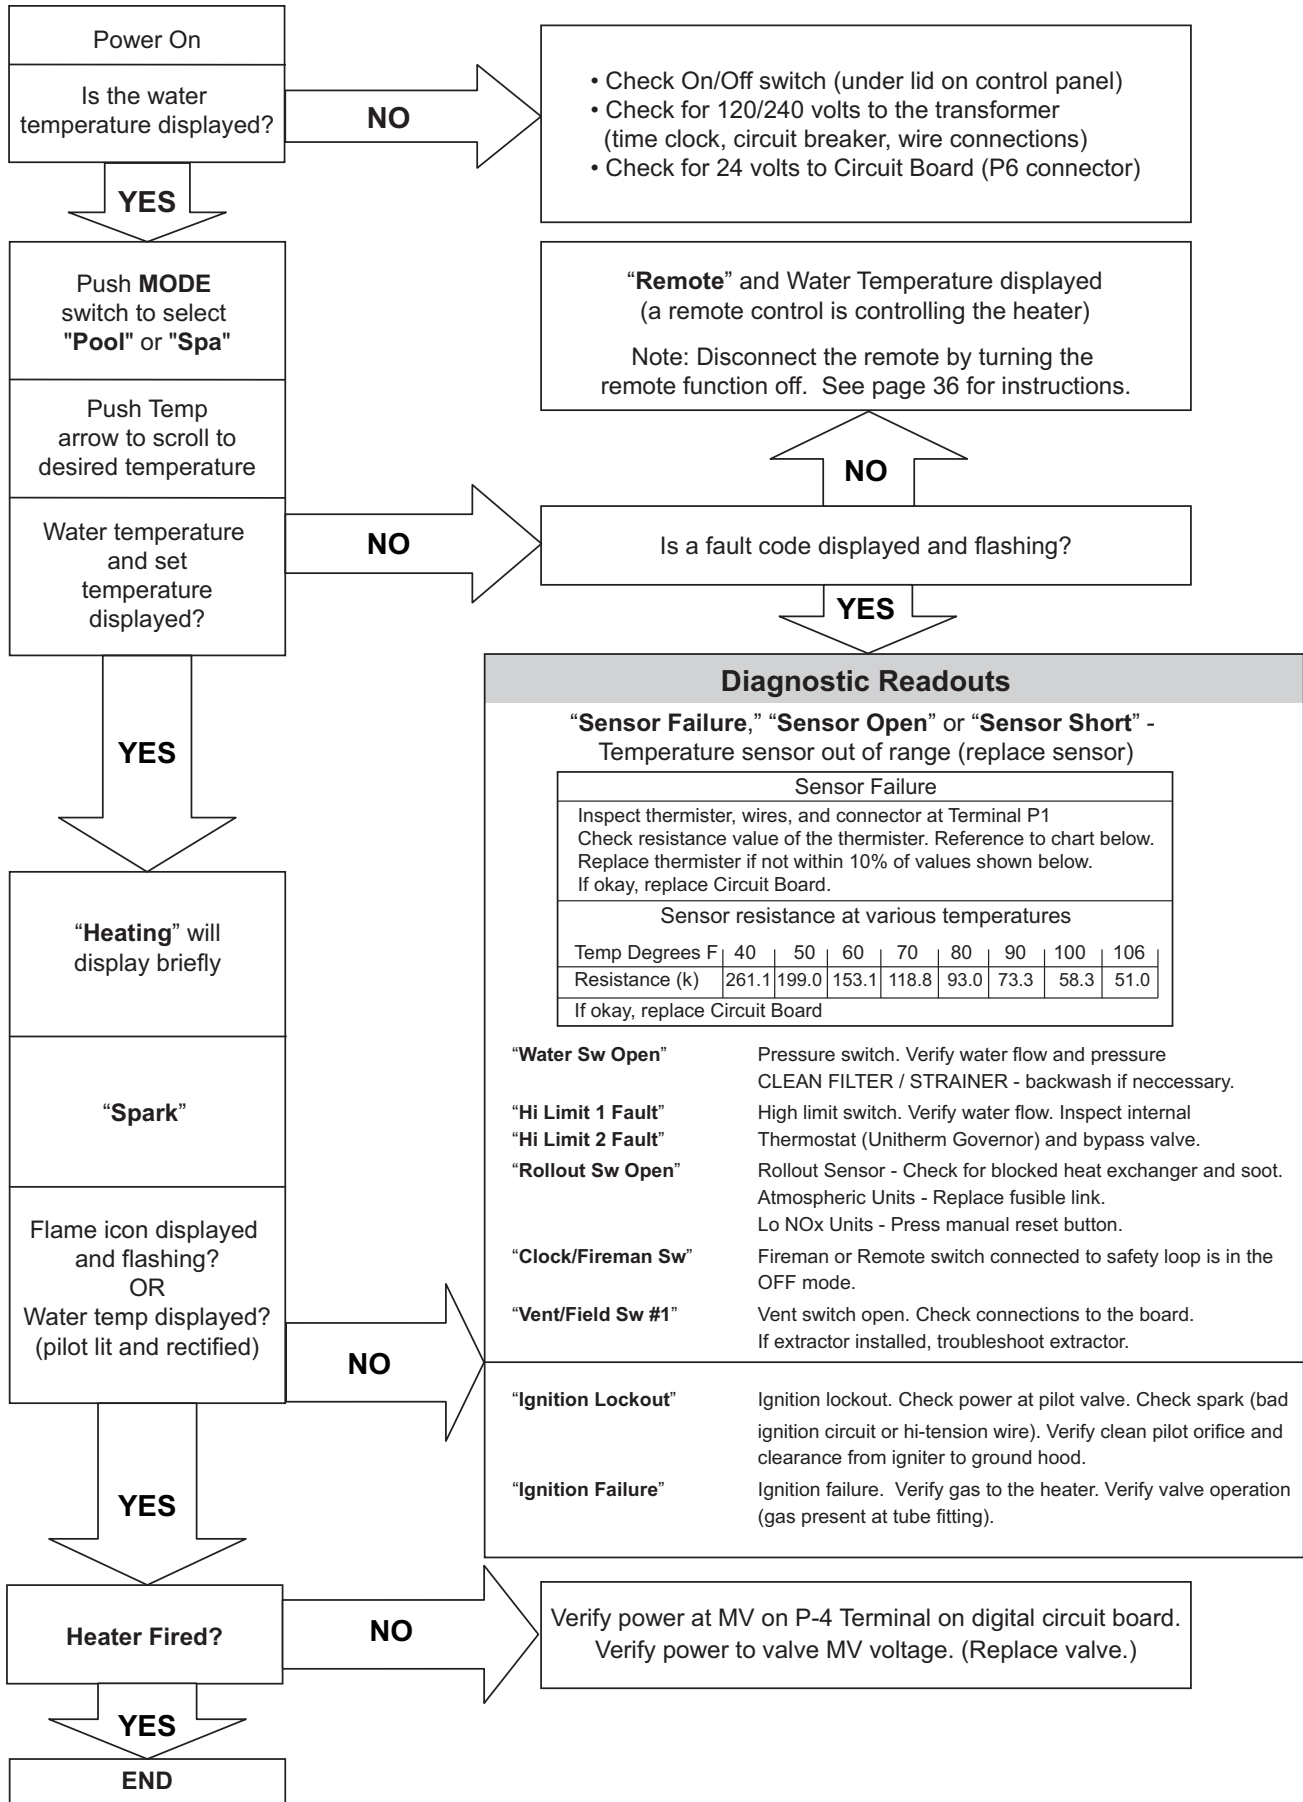 Power On
Is the water
temperature displayed?
NO
• Check On/Off switch (under lid on control panel)
• Check for 120/240 volts to the transformer
(time clock, circuit breaker, wire connections)
• Check for 24 volts to Circuit Board (P6 connector)
YES
Push MODE
switch to select
"Pool" or "Spa"
Push Temp
arrow to scroll to
desired temperature
Water temperature
and set
temperature
displayed?
NO
“Remote” and Water Temperature displayed
(a remote control is controlling the heater)
Note: Disconnect the remote by turning the
remote function off. See page 36 for instructions.
NO
Is a fault code displayed and flashing?
YES
YES
Diagnostic Readouts
“Sensor Failure,” “Sensor Open” or “Sensor Short” -
Temperature sensor out of range (replace sensor)
Sensor Failure
Inspect thermister, wires, and connector at Terminal P1
Check resistance value of the thermister. Reference to chart below.
Replace thermister if not within 10% of values shown below.
If okay, replace Circuit Board.
Sensor resistance at various temperatures
Temp Degrees F 40 50 60 70 80 90 100 106
Resistance (k) 261.1 199.0 153.1 118.8 93.0 73.3 58.3 51.0
If okay, replace Circuit Board
“Water Sw Open” Pressure switch. Verify water flow and pressure
CLEAN FILTER / STRAINER - backwash if neccessary.
“Hi Limit 1 Fault” High limit switch. Verify water flow. Inspect internal
“Hi Limit 2 Fault” Thermostat (Unitherm Governor) and bypass valve.
“Rollout Sw Open” Rollout Sensor - Check for blocked heat exchanger and soot.
Atmospheric Units - Replace fusible link.
Lo NOx Units - Press manual reset button.
“Clock/Fireman Sw” Fireman or Remote switch connected to safety loop is in the
OFF mode.
“Vent/Field Sw #1” Vent switch open. Check connections to the board.
If extractor installed, troubleshoot extractor.
“Ignition Lockout” Ignition lockout. Check power at pilot valve. Check spark (bad
ignition circuit or hi-tension wire). Verify clean pilot orifice and
clearance from igniter to ground hood.
“Ignition Failure” Ignition failure. Verify gas to the heater. Verify valve operation
(gas present at tube fitting).
“Heating” will
display briefly
“Spark”
Flame icon displayed
and flashing?
OR
Water temp displayed?
(pilot lit and rectified)
NO
YES
Heater Fired?
NO
Verify power at MV on P-4 Terminal on digital circuit board.
Verify power to valve MV voltage. (Replace valve.)
YES
END